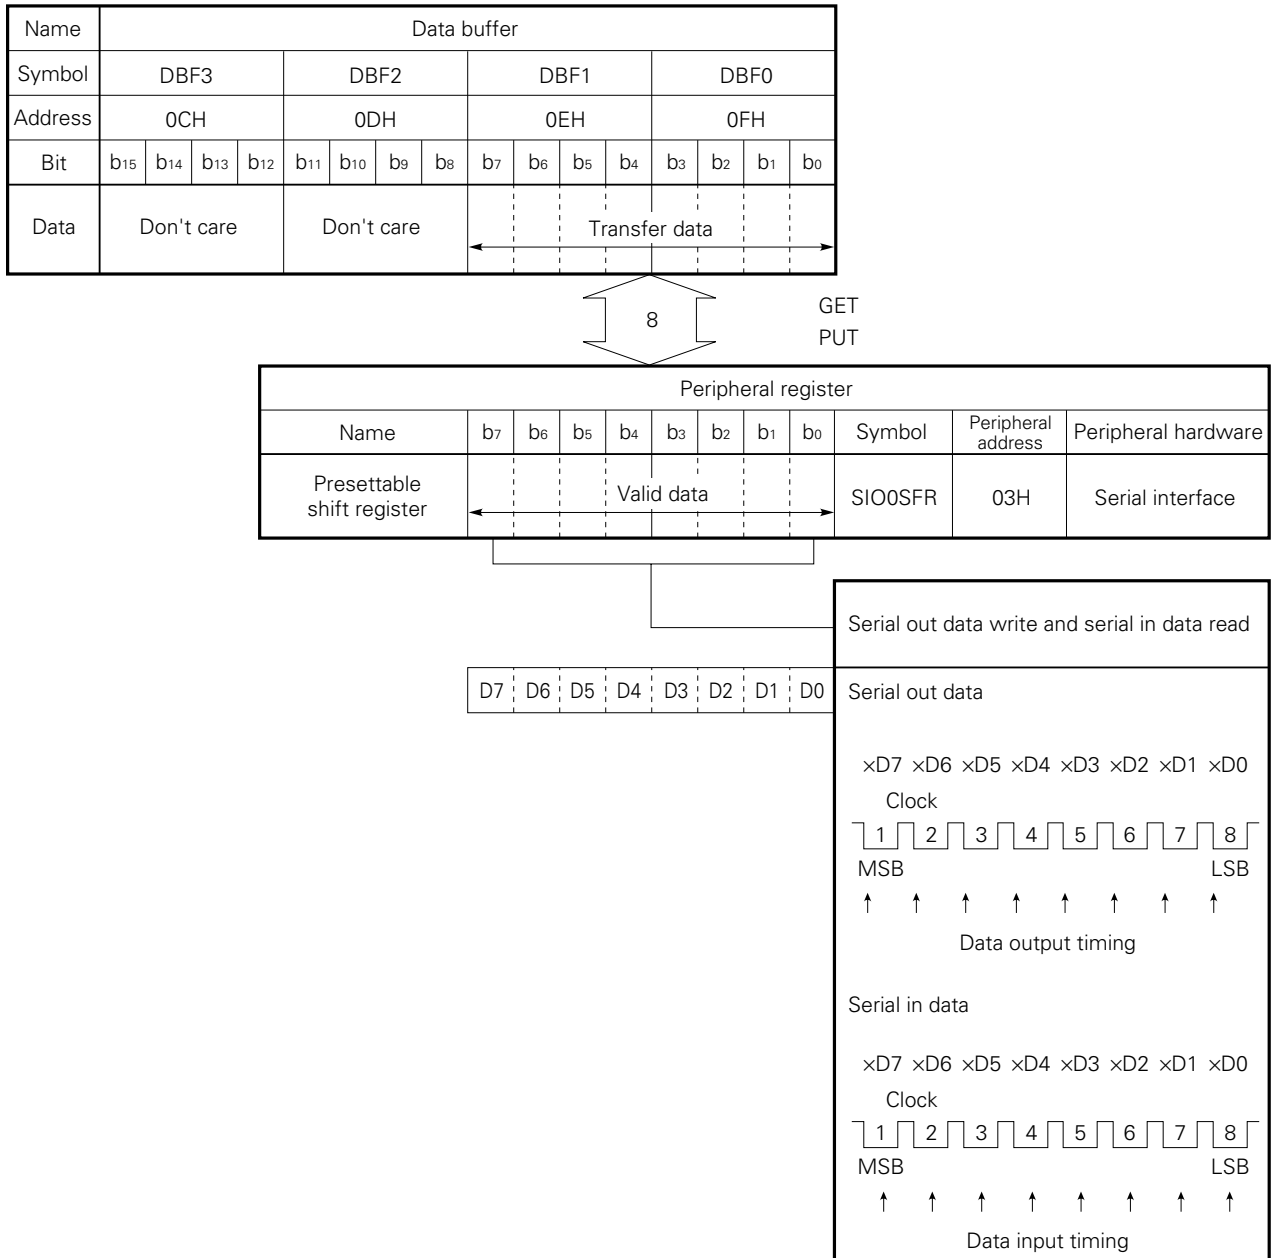 Name Data buffer
Symbol DBF3 DBF2 DBF1 DBF0
Address 0CH 0DH 0EH 0FH
Bit b15 b14 b13 b12 b11 b10 b9 b8 b7 b6 b5 b4 b3 b2 b1 b0
Data Don't care Don't care Transfer data
8
GET
PUT
Peripheral register
Name b7 b6 b5 b4 b3 b2 b1 b0 Symbol Peripheral address Peripheral hardware
Presettable
shift register
Valid data SIO0SFR 03H Serial interface
Serial out data write and serial in data read
D7 D6 D5 D4 D3 D2 D1 D0
Serial out data
×D7 ×D6 ×D5 ×D4 ×D3 ×D2 ×D1 ×D0
Clock
1 2 3 4 5 6 7 8
MSB LSB
Data output timing
Serial in data
×D7 ×D6 ×D5 ×D4 ×D3 ×D2 ×D1 ×D0
Clock
1 2 3 4 5 6 7 8
MSB LSB
Data input timing